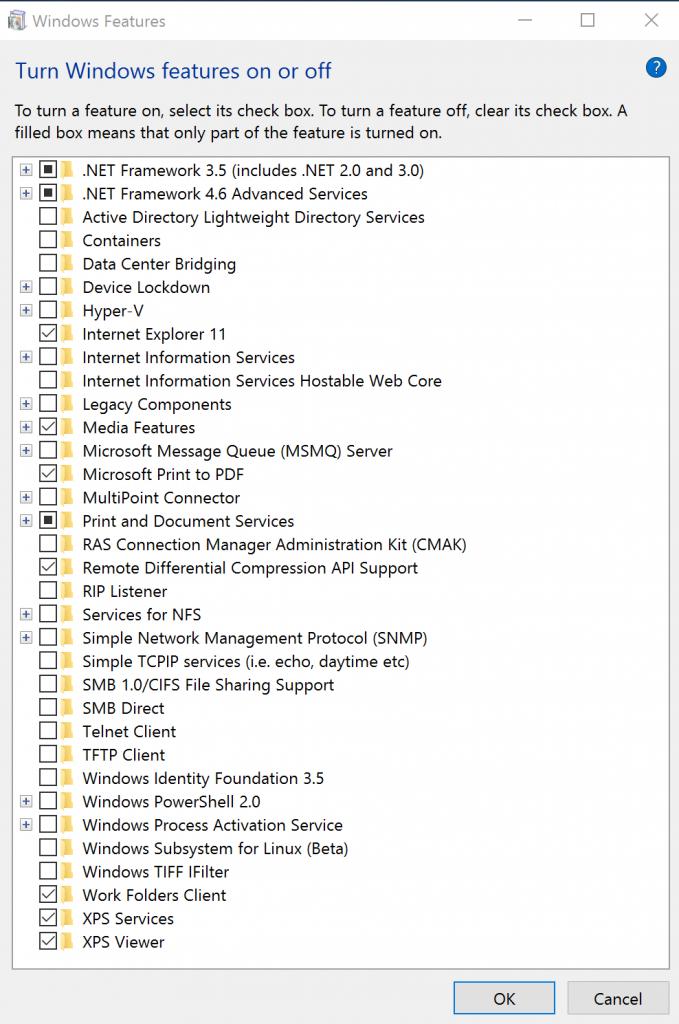 Windows Features
Turn Windows features on or off
?
To turn a feature on, select its check box. To turn a feature off, clear its check box. A
filled box means that only part of the feature is turned on.
.NET Framework 3.5 (includes .NET 2.0 and 3.0)
.NET Framework 4.6 Advanced Services
Active Directory Lightweight Directory Services
Containers
Data Center Bridging
Device Lockdown
Hyper-V
Internet Explorer 11
Internet Information Services
Internet Information Services Hostable Web Core
Legacy Components
Media Features
Microsoft Message Queue (MSMQ) Server
Microsoft Print to PDF
MultiPoint Connector
Print and Document Services
RAS Connection Manager Administration Kit (CMAK)
Remote Differential Compression API Support
RIP Listener
Services for NFS
Simple Network Management Protocol (SNMP)
Simple TCPIP services (i.e. echo, daytime etc)
SMB 1.0/CIFS File Sharing Support
SMB Direct
Telnet Client
TFTP Client
Windows Identity Foundation 3.5
Windows PowerShell 2.0
Windows Process Activation Service
Windows Subsystem for Linux (Beta)
Windows TIFF IFilter
Work Folders Client
XPS Services
XPS Viewer
OK Cancel